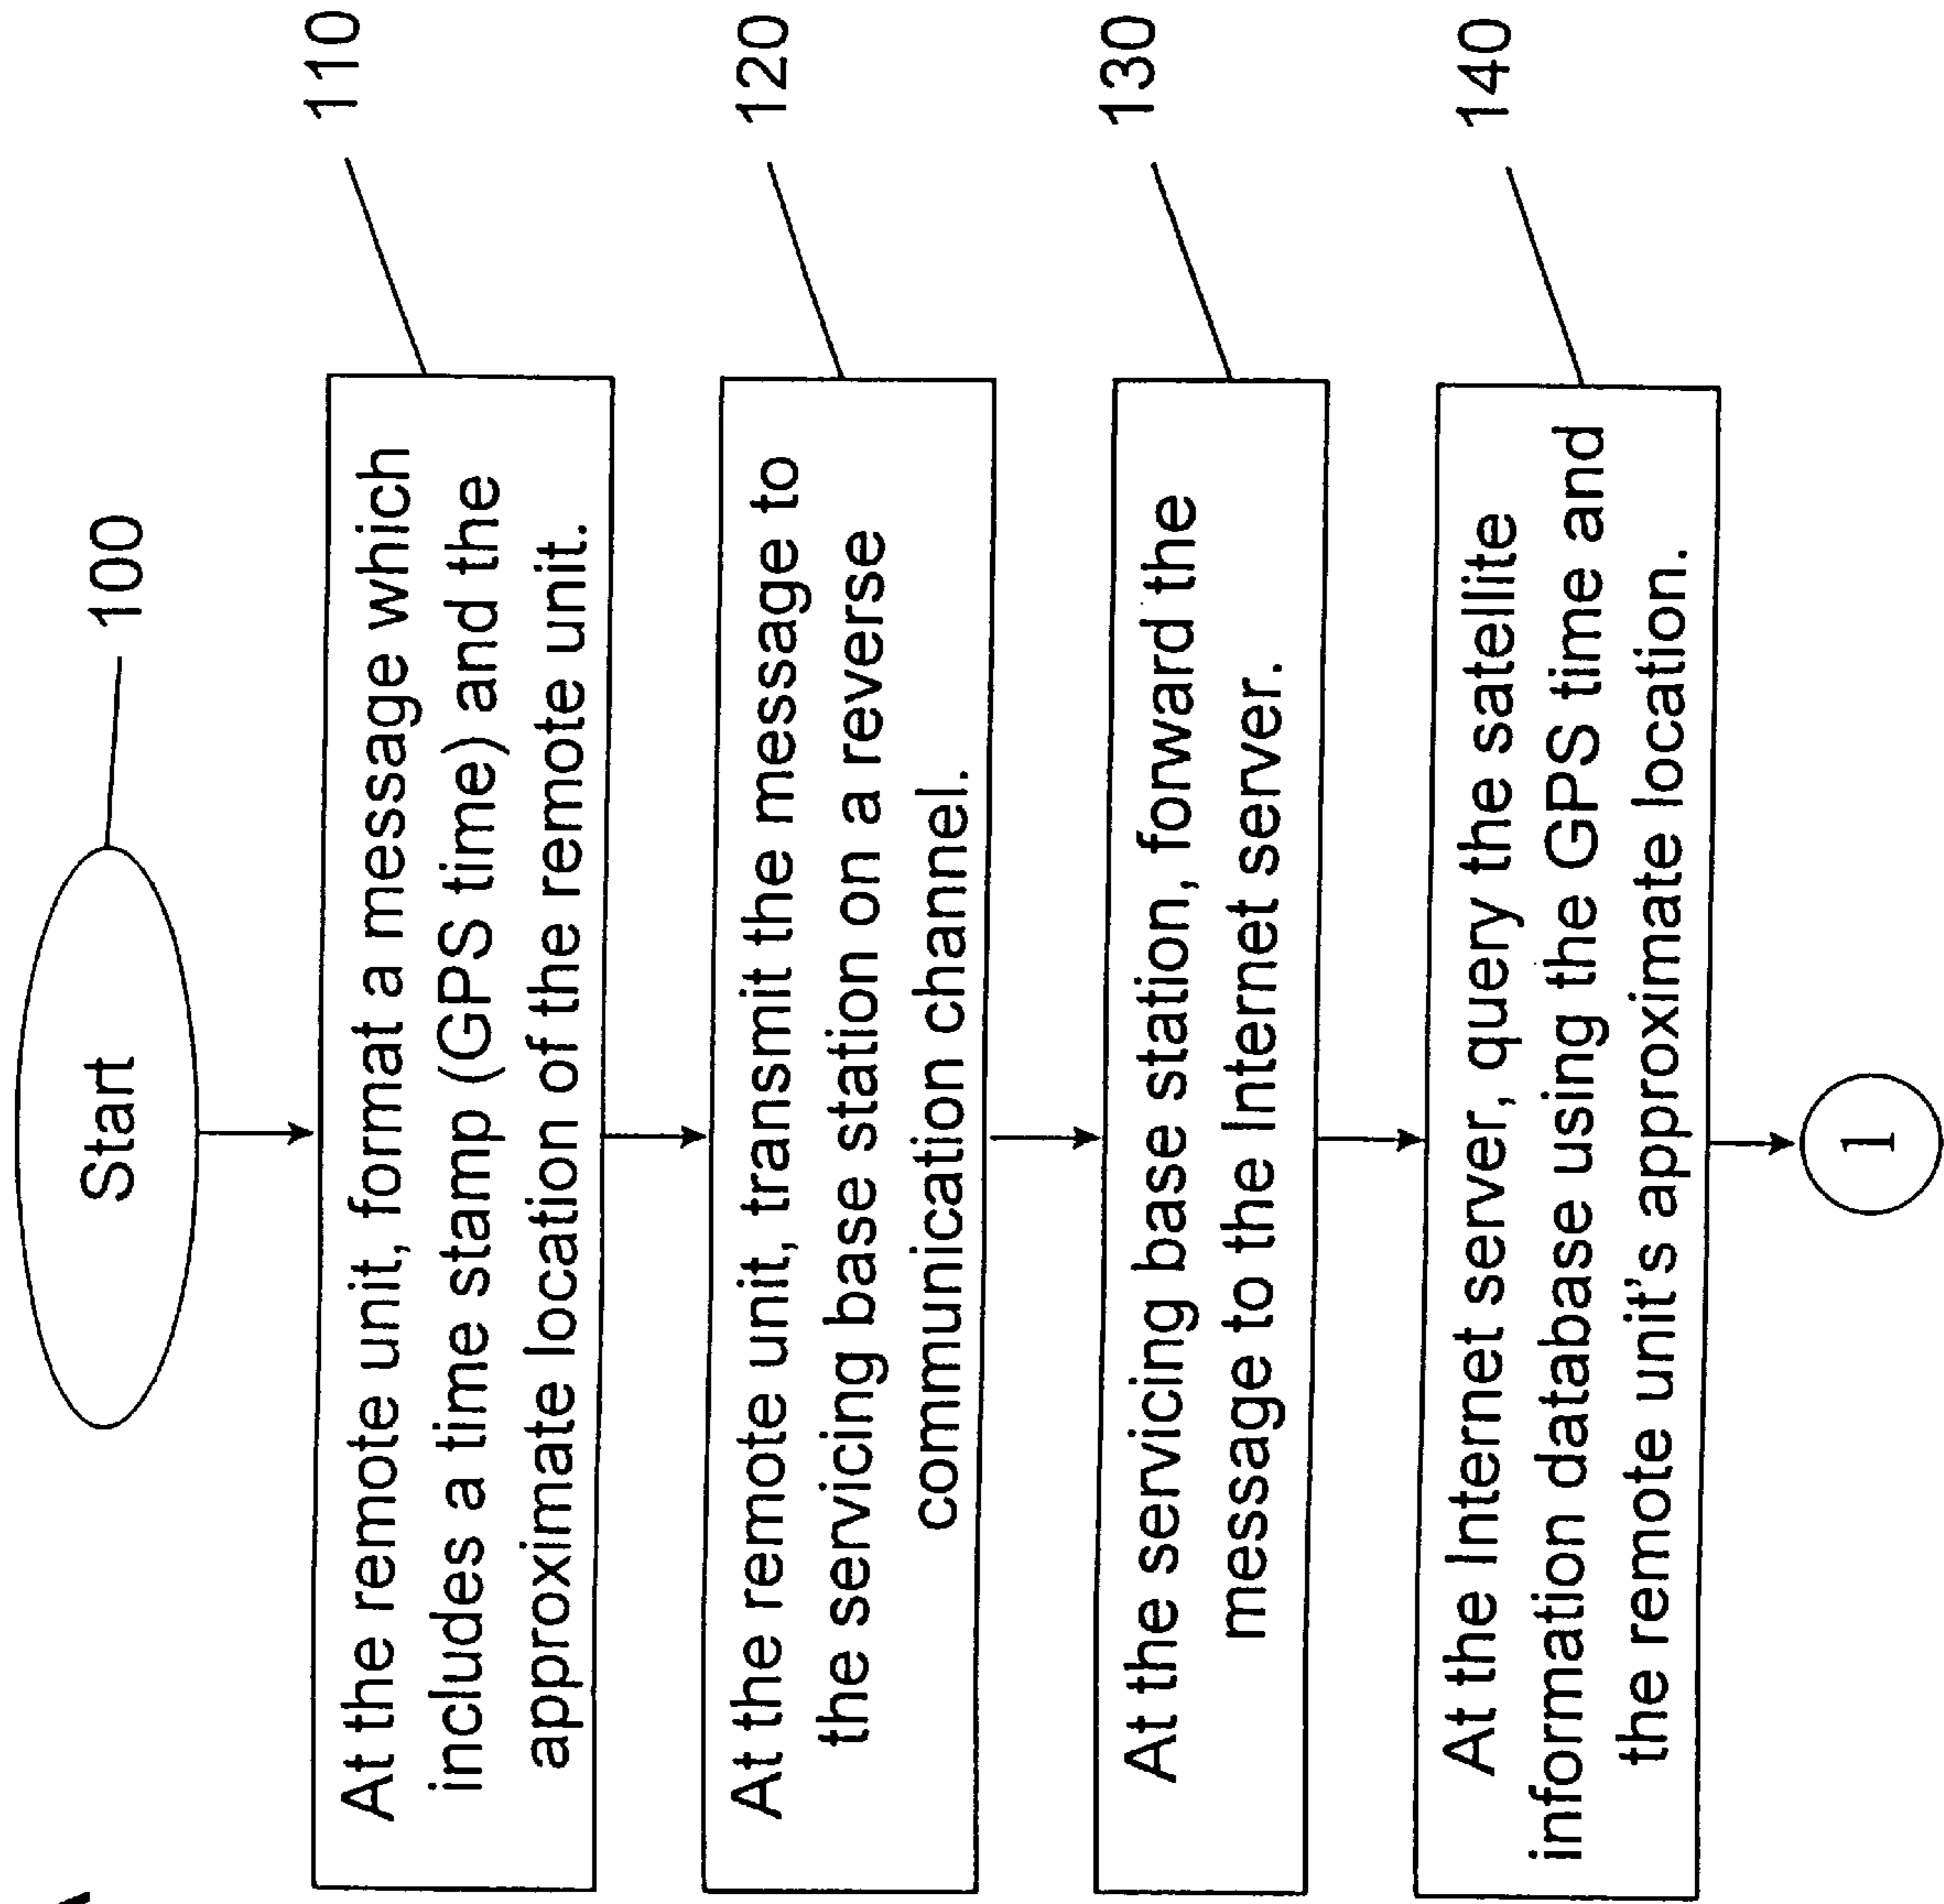 Start
100
At the remote unit, format a message which
includes a time stamp (GPS time) and the
approximate location of the remote unit.
110
At the remote unit, transmit the message to
the servicing base station on a reverse
communication channel.
120
At the servicing base station, forward the
message to the Internet server.
130
At the Internet server, query the satellite
information database using the GPS time and
the remote unit's approximate location.
140
1